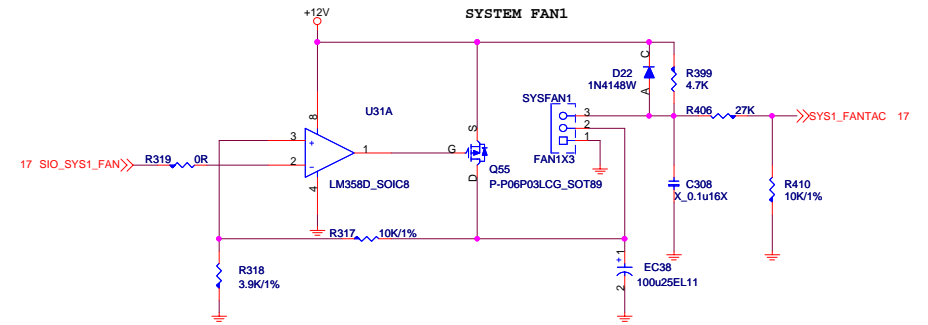 SYSTEM FAN1
+12V
C
D22
1N4148W
A
R399
4.7K
U31A
8
S
SYSFAN1
3
2
1
FAN1X3
R406 27K
SYS1_FANTAC 17
3
+
1
G
17 SIO_SYS1_FAN
R319 0R
2
-
Q55
P-P06P03LCG_SOT89
4
LM358D_SOIC8
D
C308
X_0.1u16X
R410
10K/1%
R317 10K/1%
R318
3.9K/1%
+ 1
EC38
100u25EL11
2